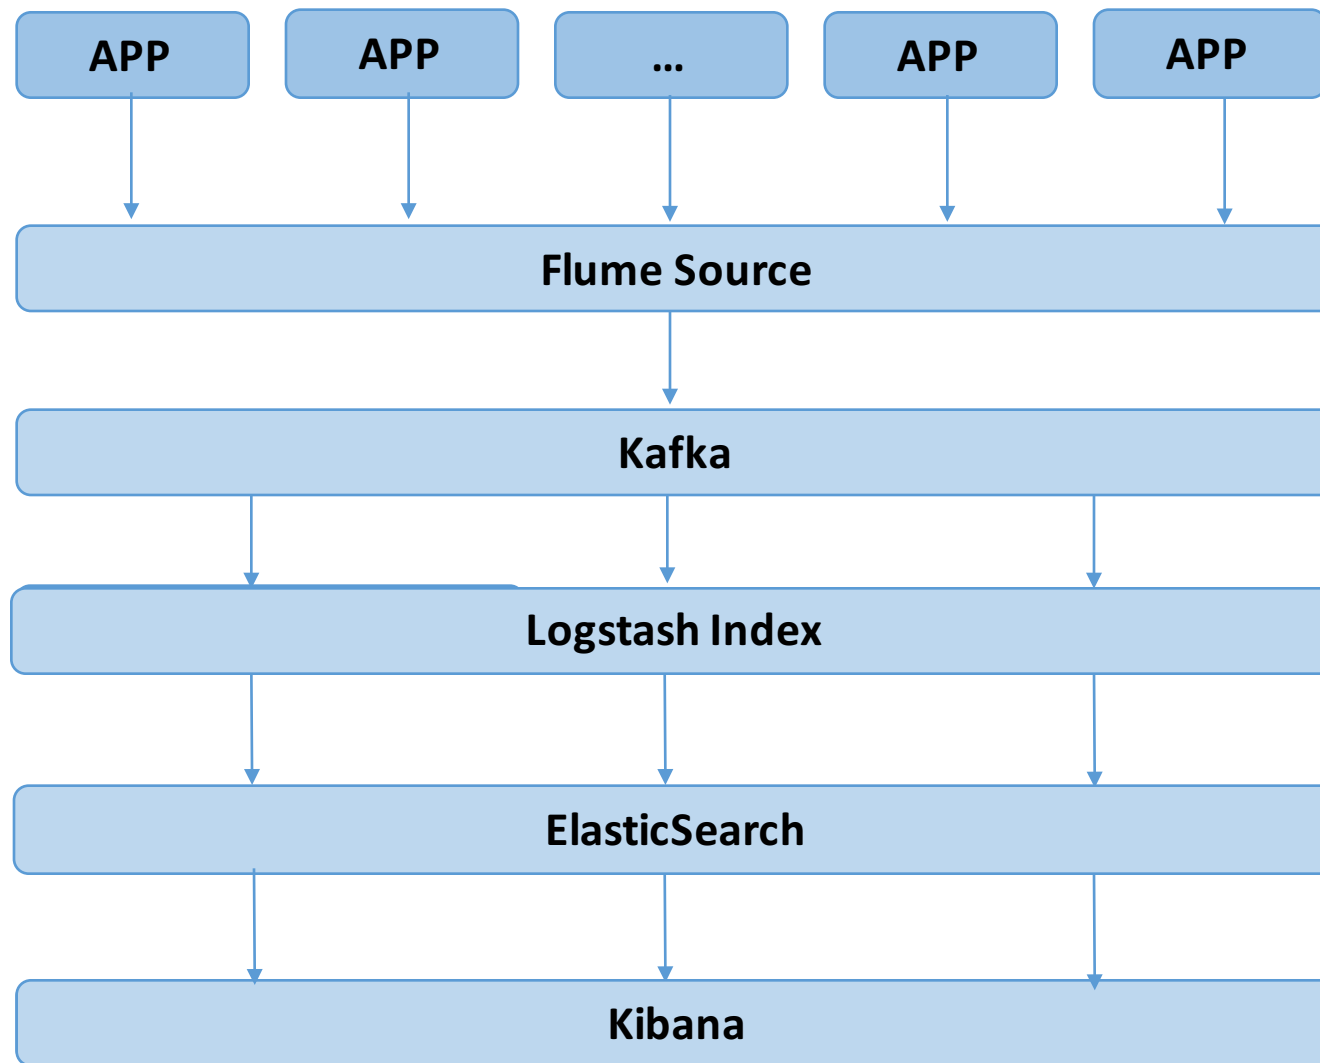 APP
APP
...
APP
APP
Flume Source
Kafka
Logstash Index
ElasticSearch
Kibana